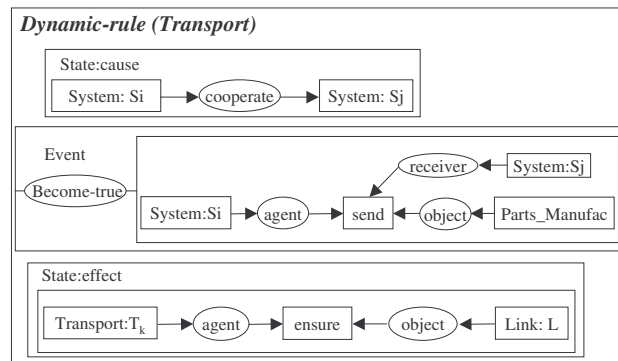 Dynamic-rule (Transport)
State:cause
System: Si cooperate System: Sj
Event
receiver System:Sj
Become-true
System:Si agent send object Parts_Manufac
State:effect
Transport:Tk agent ensure object Link: L